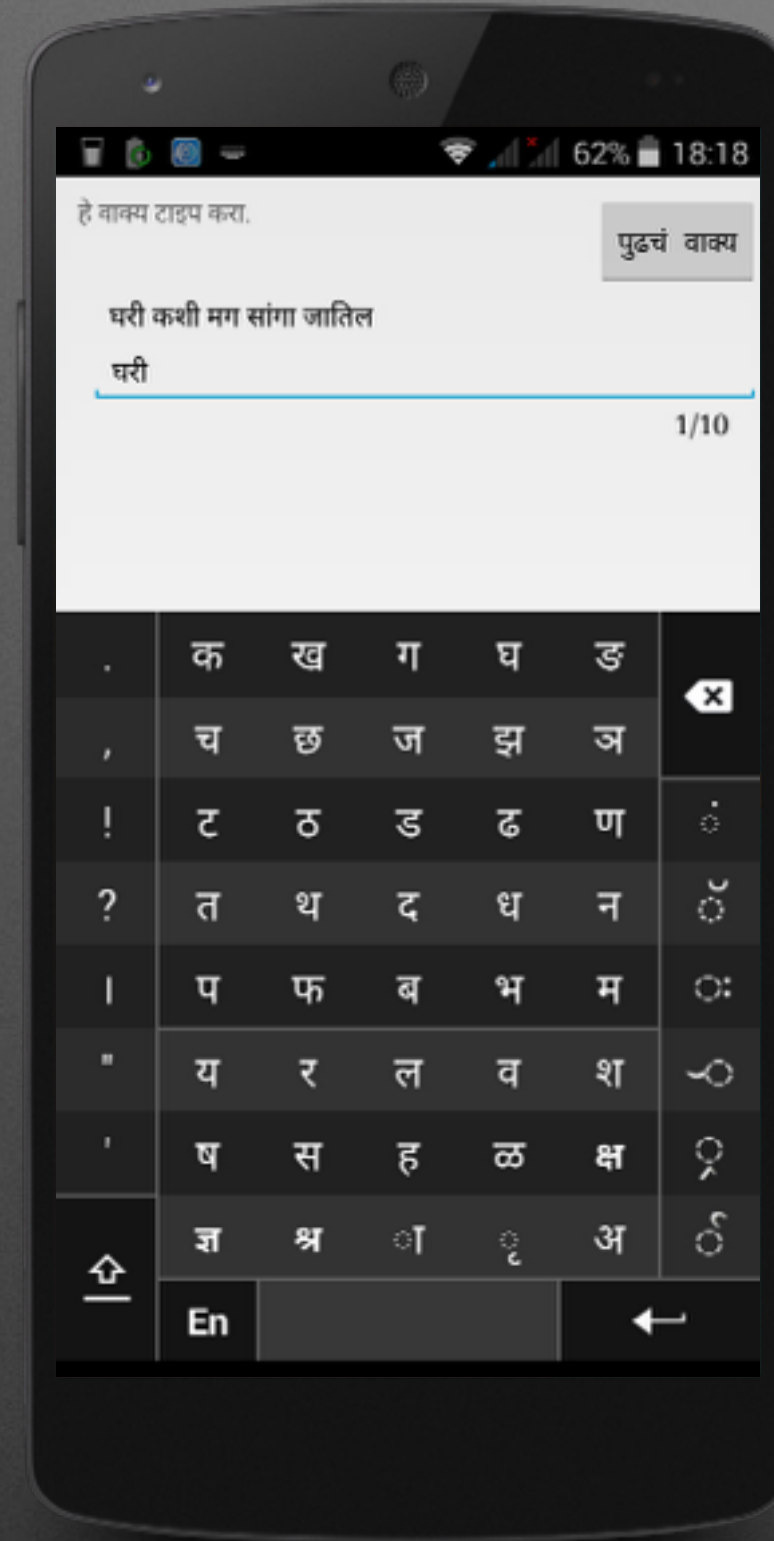 62% 18:18
हे वाक्य टाइप करा.
पुढचं वाक्य
घरी कशी मग सांगा जातिल
घरी
1/10
. क ख ग घ ङ
, च छ ज झ ञ
! ट ठ ड ढ ण ं
? त थ द ध न ॅ
। प फ ब भ म ः
" य र ल व श
' ष स ह ळ क्ष
ज्ञ श्र ा ृ अ
En